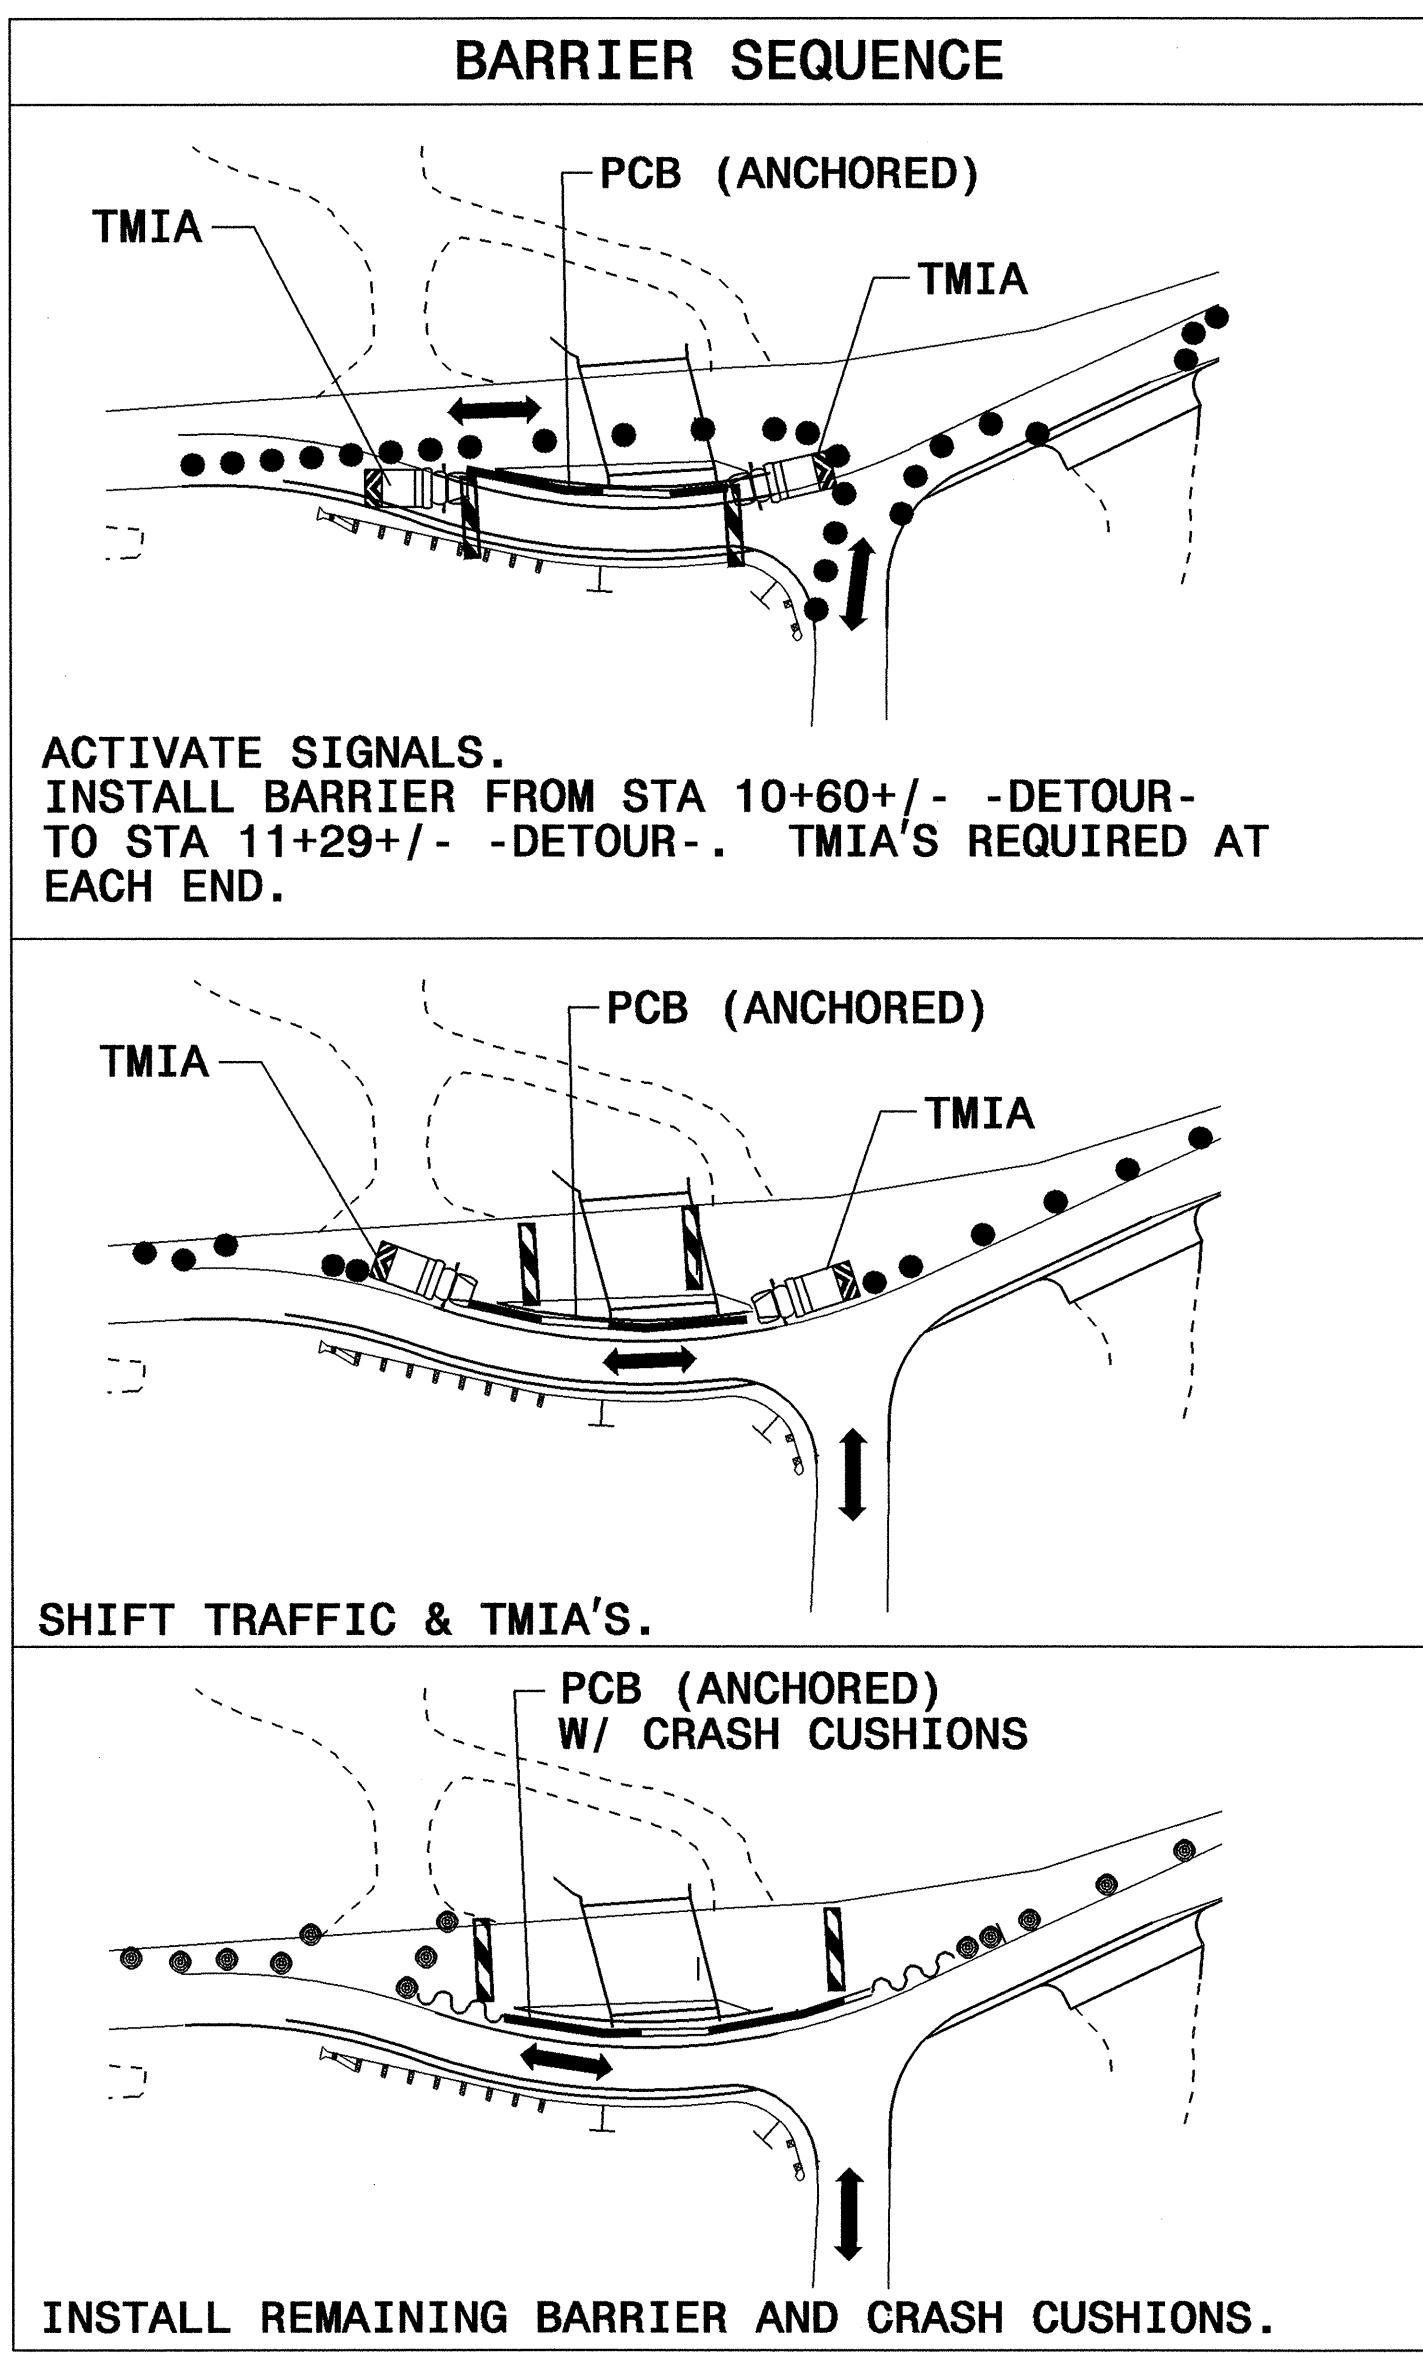 BARRIER SEQUENCE
PCB (ANCHORED)
TMIA
TMIA
ACTIVATE SIGNALS.
INSTALL BARRIER FROM STA 10+60+/- -DETOUR-
TO STA 11+29+/- -DETOUR-. TMIA'S REQUIRED AT
EACH END.
PCB (ANCHORED)
TMIA
TMIA
SHIFT TRAFFIC & TMIA'S.
PCB (ANCHORED)
W/ CRASH CUSHIONS
INSTALL REMAINING BARRIER AND CRASH CUSHIONS.